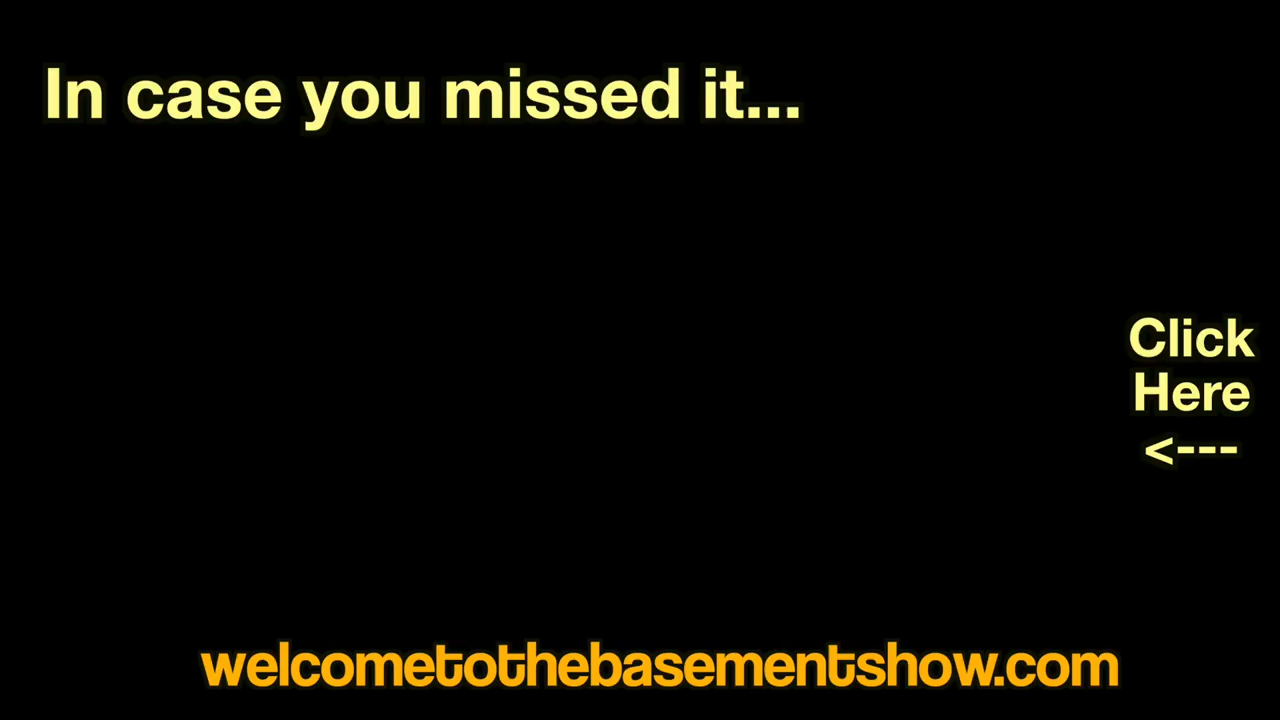 In case you missed it...
Click
Here
<---
welcometothebasementshow.com